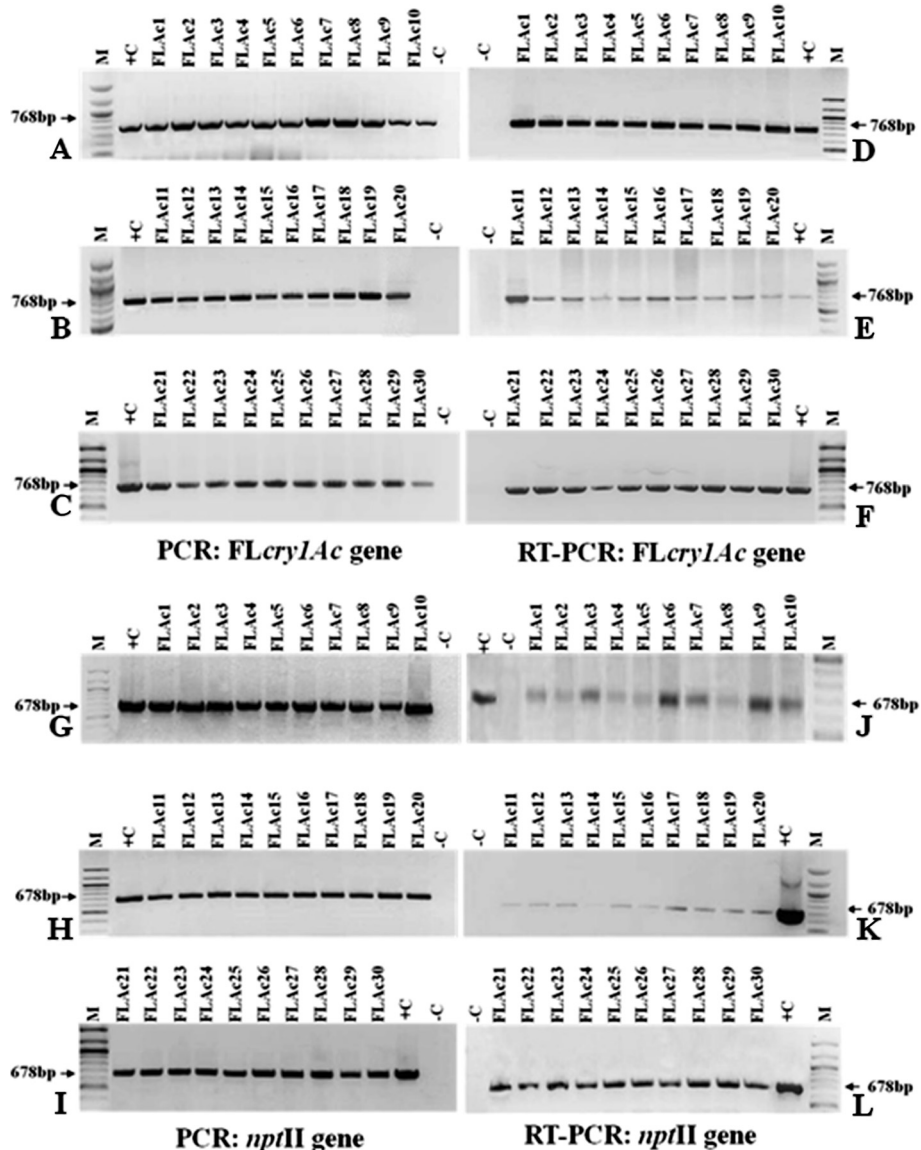 M +C FLAc1 FLAc2 FLAc3 FLAc4 FLAc5 FLAc6 FLAc7 FLAc8 FLAc9 FLAc10 -C
768bp
A
-C FLAc1 FLAc2 FLAc3 FLAc4 FLAc5 FLAc6 FLAc7 FLAc8 FLAc9 FLAc10 +C M
768bp
D
M +C FLAc11 FLAc12 FLAc13 FLAc14 FLAc15 FLAc16 FLAc17 FLAc18 FLAc19 FLAc20 -C
768bp
B
-C FLAc11 FLAc12 FLAc13 FLAc14 FLAc15 FLAc16 FLAc17 FLAc18 FLAc19 FLAc20 +C M
768bp
E
M +C FLAc21 FLAc22 FLAc23 FLAc24 FLAc25 FLAc26 FLAc27 FLAc28 FLAc29 FLAc30 -C
768bp
C
-C FLAc21 FLAc22 FLAc23 FLAc24 FLAc25 FLAc26 FLAc27 FLAc28 FLAc29 FLAc30 +C M
768bp
F
PCR: FLcry1Ac gene
RT-PCR: FLcry1Ac gene
M +C FLAc1 FLAc2 FLAc3 FLAc4 FLAc5 FLAc6 FLAc7 FLAc8 FLAc9 FLAc10 -C
678bp
G
+C -C FLAc1 FLAc2 FLAc3 FLAc4 FLAc5 FLAc6 FLAc7 FLAc8 FLAc9 FLAc10 M
678bp
J
M +C FLAc11 FLAc12 FLAc13 FLAc14 FLAc15 FLAc16 FLAc17 FLAc18 FLAc19 FLAc20 -C
678bp
H
-C FLAc11 FLAc12 FLAc13 FLAc14 FLAc15 FLAc16 FLAc17 FLAc18 FLAc19 FLAc20 +C M
678bp
K
M FLAc21 FLAc22 FLAc23 FLAc24 FLAc25 FLAc26 FLAc27 FLAc28 FLAc29 FLAc30 +C -C
678bp
I
-C FLAc21 FLAc22 FLAc23 FLAc24 FLAc25 FLAc26 FLAc27 FLAc28 FLAc29 FLAc30 +C M
678bp
L
PCR: nptII gene
RT-PCR: nptII gene